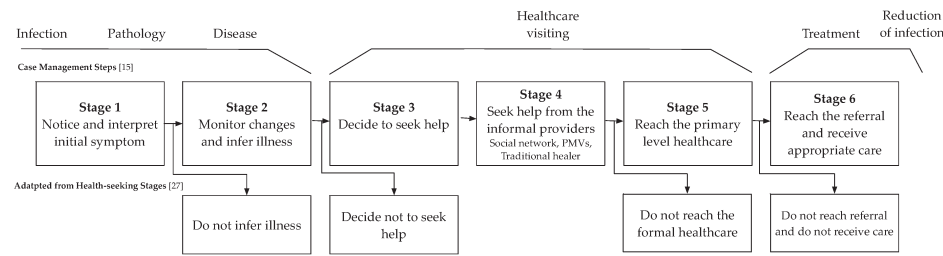 Infection Pathology Disease
Healthcare
visiting
Treatment
Reduction
of infection
Case Management Steps [15]
Stage 1
Notice and interpret
initial symptom
Stage 2
Monitor changes
and infer illness
Stage 3
Decide to seek help
Stage 4
Seek help from the
informal providers
Social network, PMVs,
Traditional healer
Stage 5
Reach the primary
level healthcare
Stage 6
Reach the referral
and receive
appropriate care
Adatpted from Health-seeking Stages [27]
Do not infer illness
Decide not to seek
help
Do not reach the
formal healthcare
Do not reach referral
and do not receive care